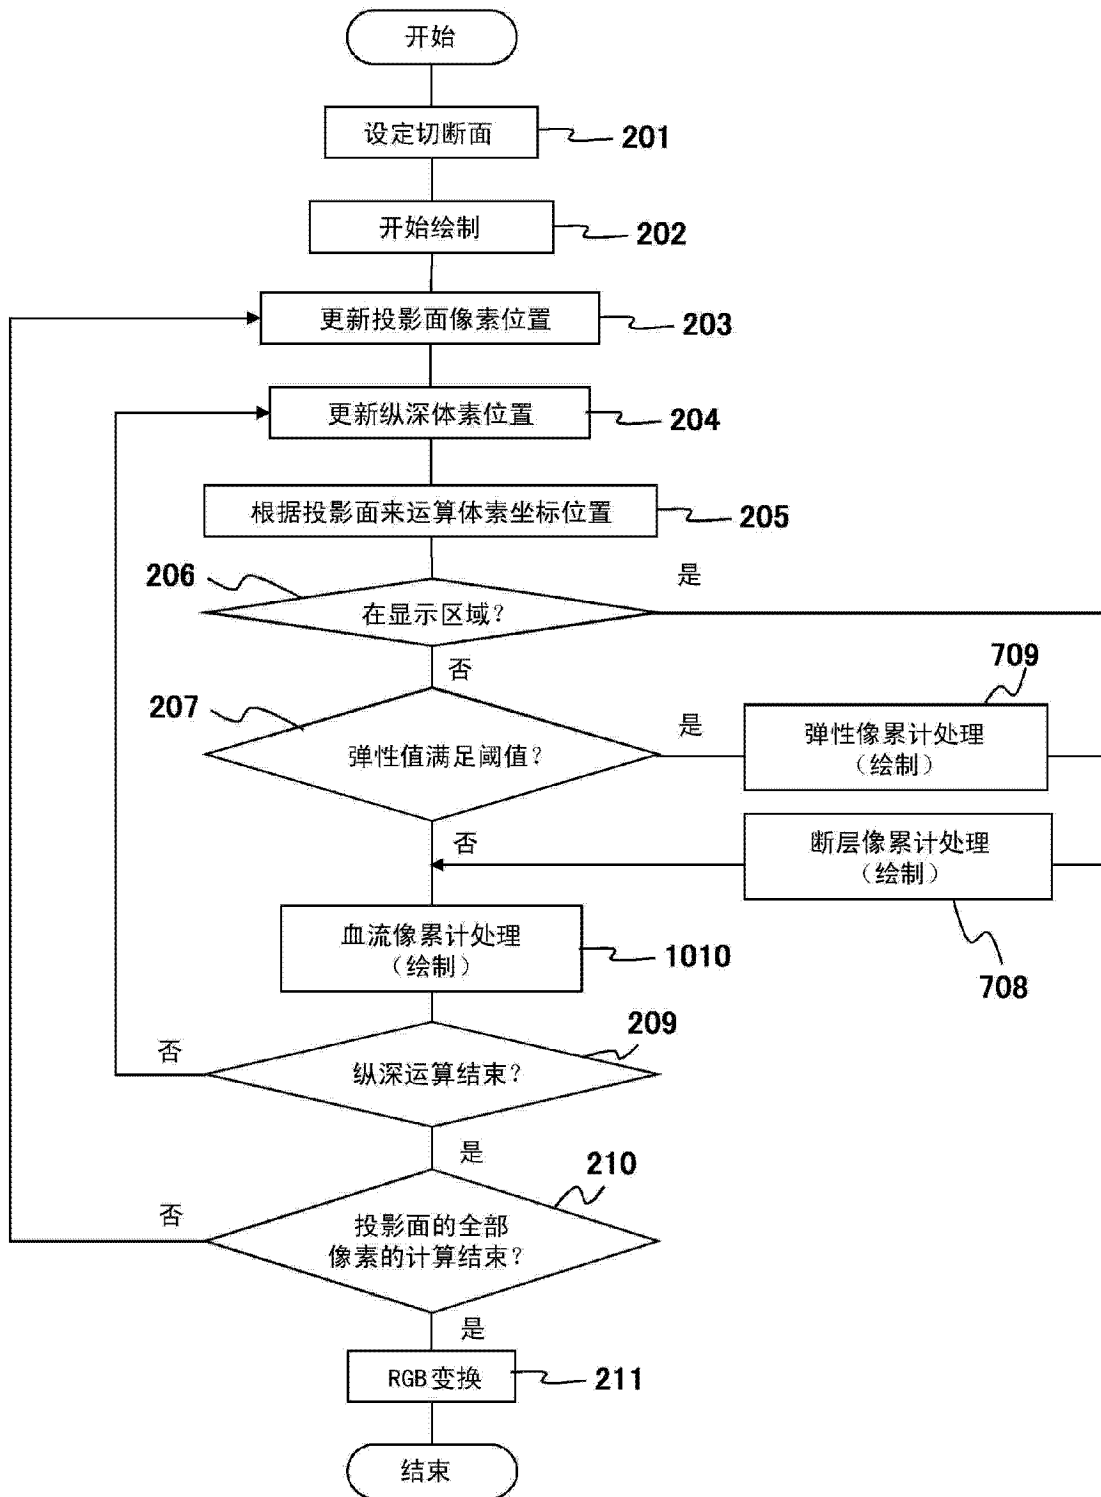 开始
设定切断面
201
开始绘制
202
更新投影面像素位置
203
更新纵深体素位置
204
根据投影面来运算体素坐标位置
205
206
在显示区域？
是
否
207
弹性值满足阈值？
是
709
弹性像累计处理
（绘制）
否
断层像累计处理
（绘制）
708
血流像累计处理
（绘制）
1010
209
纵深运算结束？
否
是
210
投影面的全部
像素的计算结束？
否
是
RGB变换
211
结束